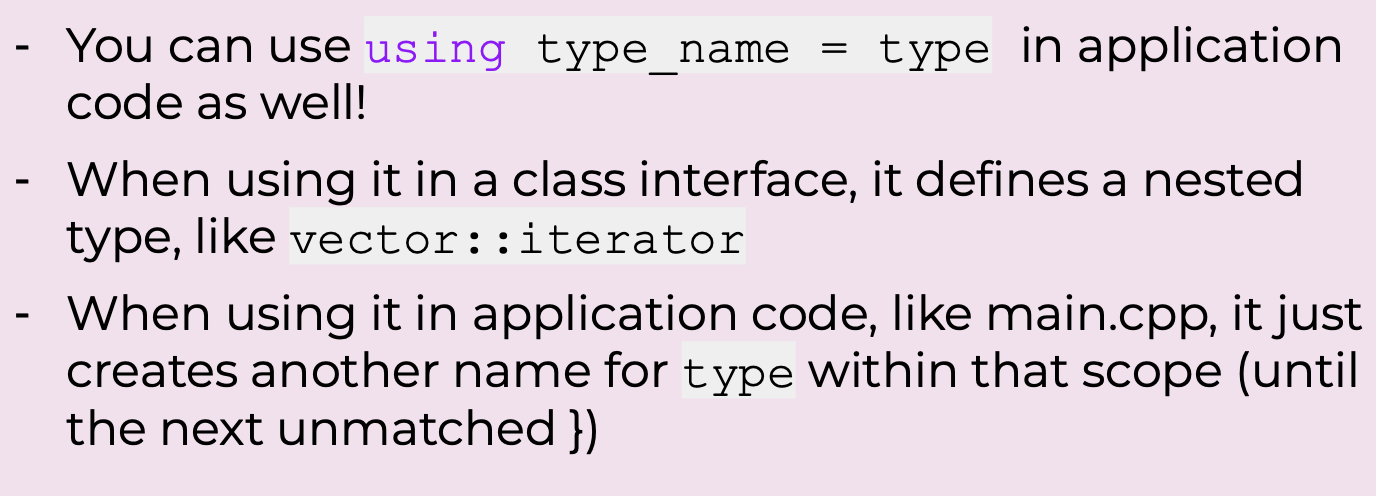 - You can use using type_name = type in application
code as well!
- When using it in a class interface, it defines a nested
type, like vector::iterator
- When using it in application code, like main.cpp, it just
creates another name for type within that scope (until
the next unmatched })